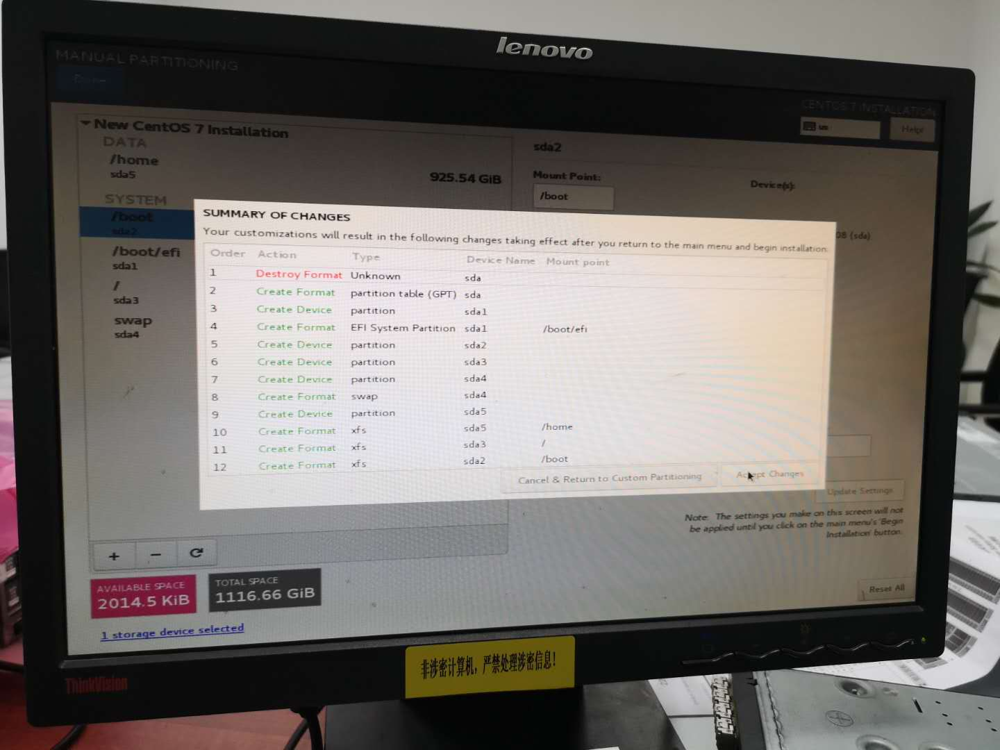 lenovo
MANUAL PARTITIONING
Done
CENTOS 7 INSTALLATION
us
Help!
New CentOS 7 Installation
DATA
/home
sda5
925.54 GiB
SYSTEM
/boot
sda2
/boot/efi
sda1
/
sda3
swap
sda4
sda2
Mount Point:
/boot
Device(s):
08 (sda)
SUMMARY OF CHANGES
Your customizations will result in the following changes taking effect after you return to the main menu and begin installation:
Order Action Type Device Name Mount point
1 Destroy Format Unknown sda
2 Create Format partition table (GPT) sda
3 Create Device partition sda1
4 Create Format EFI System Partition sda1 /boot/efi
5 Create Device partition sda2
6 Create Device partition sda3
7 Create Device partition sda4
8 Create Format swap sda4
9 Create Device partition sda5
10 Create Format xfs sda5 /home
11 Create Format xfs sda3 /
12 Create Format xfs sda2 /boot
Cancel & Return to Custom Partitioning
Accept Changes
Update Settings
Note: The settings you make on this screen will not
be applied until you click on the main menu's 'Begin
Installation' button.
+ −
AVAILABLE SPACE
2014.5 KiB
TOTAL SPACE
1116.66 GiB
1 storage device selected
Reset All
ThinkVision
非涉密计算机，严禁处理涉密信息！